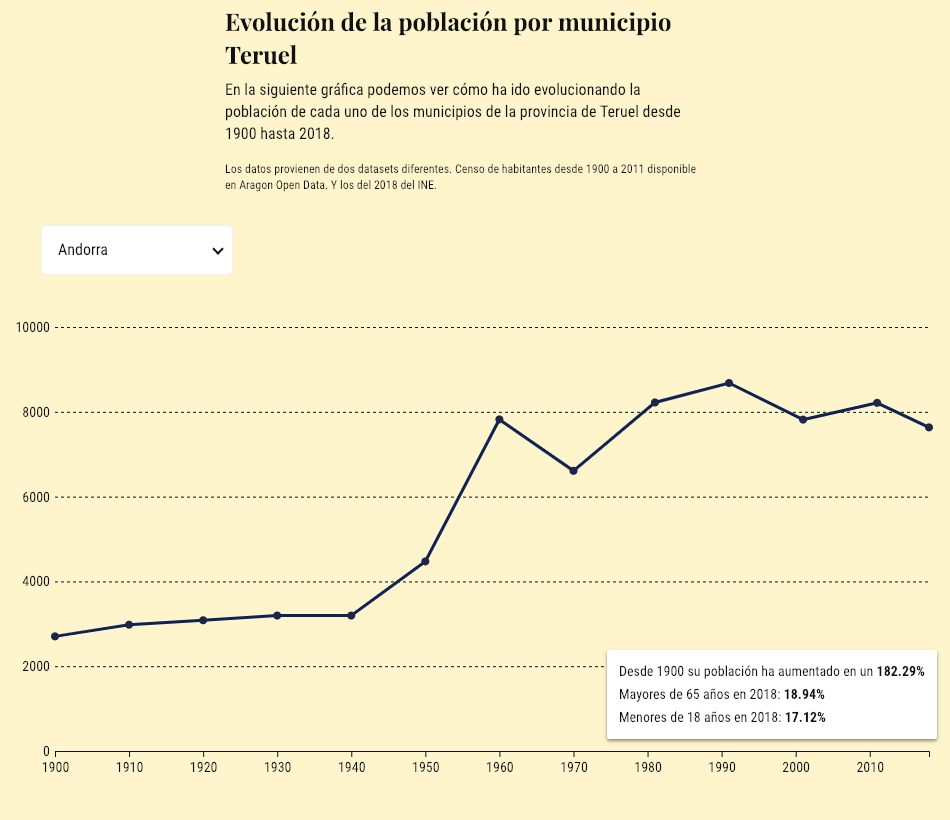 Evolución de la población por municipio
Teruel
En la siguiente gráfica podemos ver cómo ha ido evolucionando la
población de cada uno de los municipios de la provincia de Teruel desde
1900 hasta 2018.
Los datos provienen de dos datasets diferentes. Censo de habitantes desde 1900 a 2011 disponible
en Aragon Open Data. Y los del 2018 del INE.
Andorra
10000
8000
6000
4000
2000
0
Desde 1900 su población ha aumentado en un 182.29%
Mayores de 65 años en 2018: 18.94%
Menores de 18 años en 2018: 17.12%
1900 1910 1920 1930 1940 1950 1960 1970 1980 1990 2000 2010